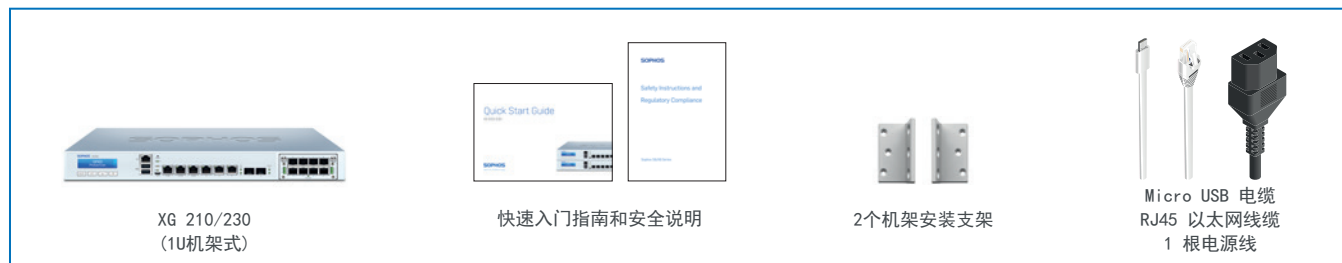 SOPHOS
SOPHOS
Quick Start Guide
SOPHOS
SOPHOS
Safety Instructions and
Regulatory Compliance
XG 210/230
(1U机架式)
快速入门指南和安全说明
2个机架安装支架
Micro USB 电缆
RJ45 以太网线缆
1 根电源线